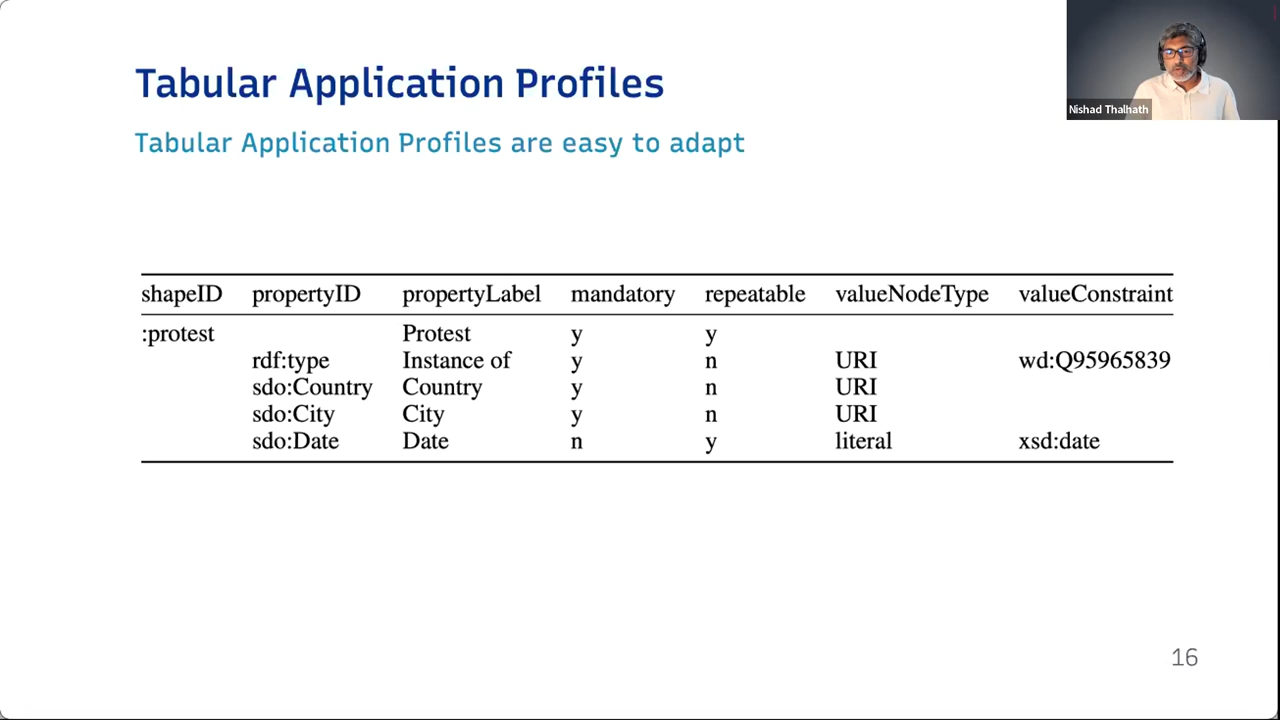 Tabular Application Profiles
Nishad Thalhath
Tabular Application Profiles are easy to adapt
shapeID propertyID propertyLabel mandatory repeatable valueNodeType valueConstraint
:protest Protest y y
rdf:type Instance of y n URI wd:Q95965839
sdo:Country Country y n URI
sdo:City City y n URI
sdo:Date Date n y literal xsd:date
16